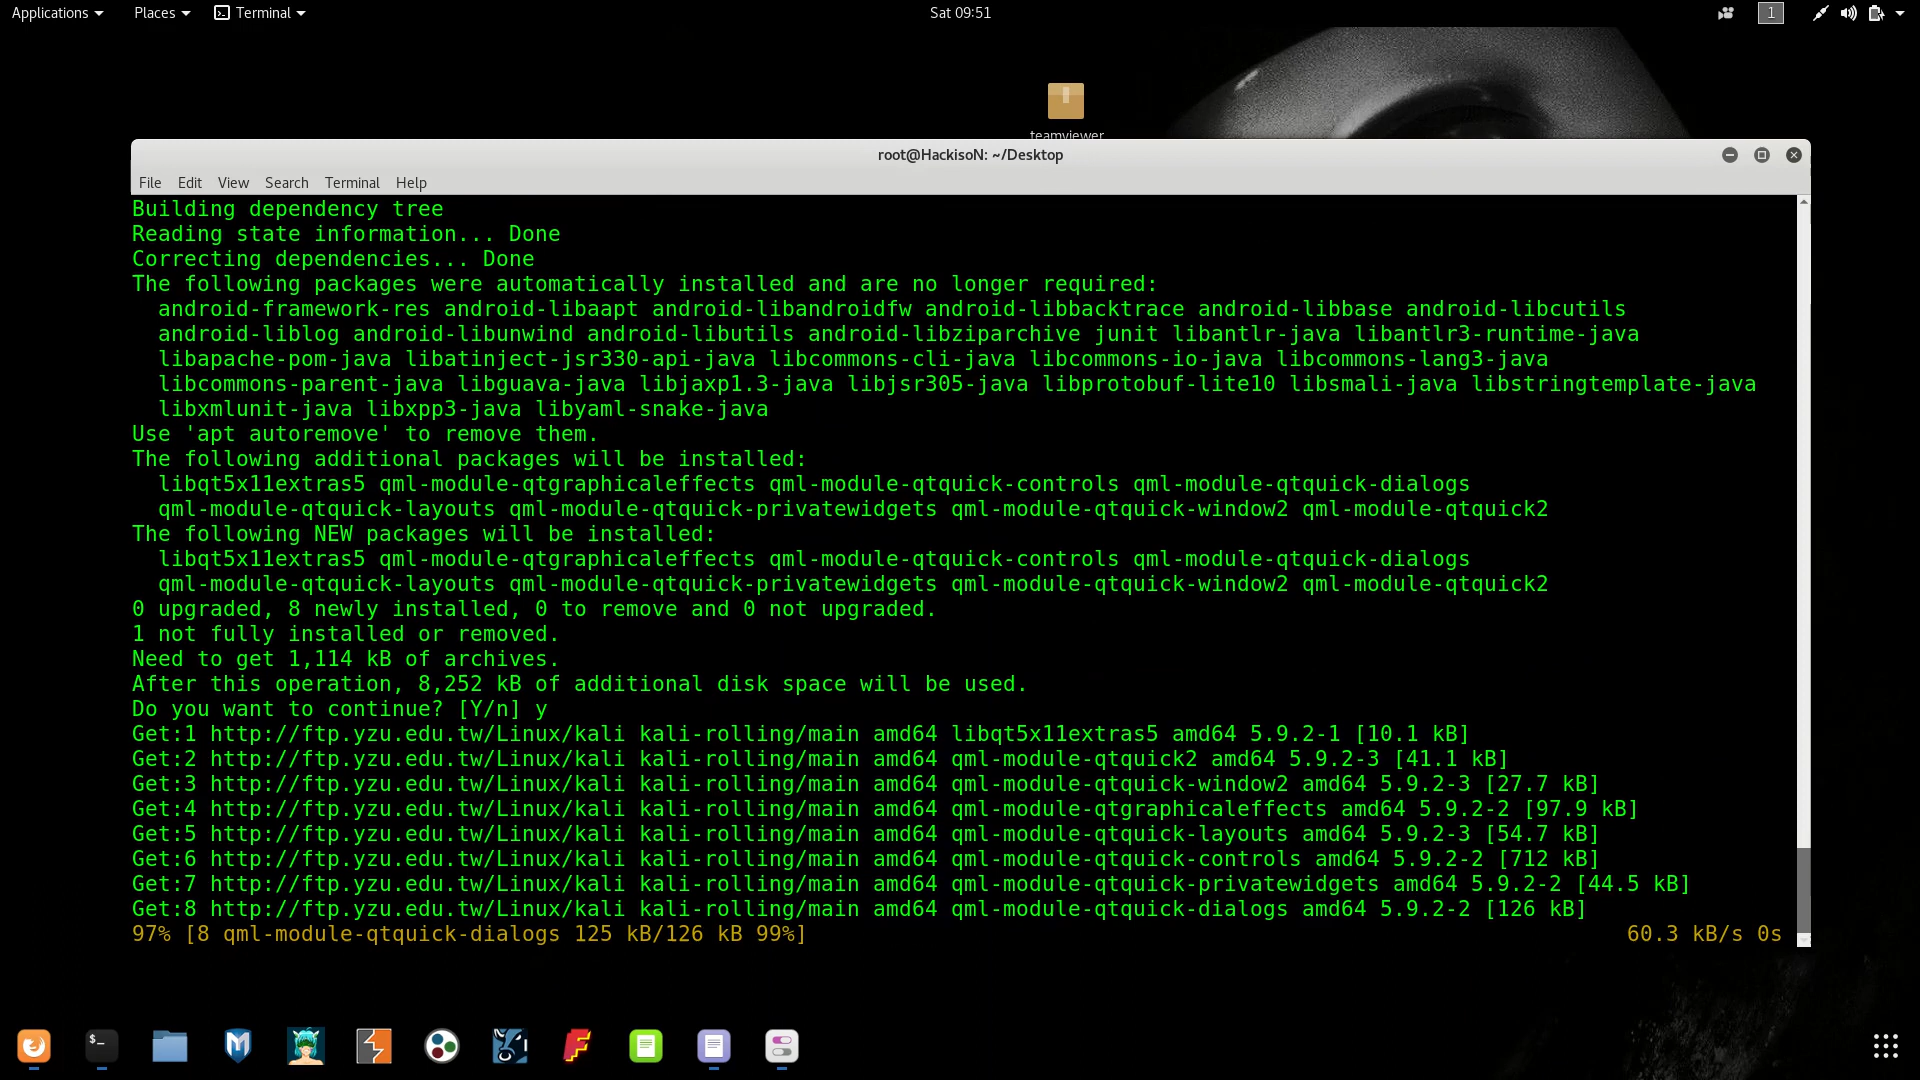 Applications Places Terminal Sat 09:51 1
teamviewer
root@HackisoN: ~/Desktop
File Edit View Search Terminal Help
Building dependency tree
Reading state information... Done
Correcting dependencies... Done
The following packages were automatically installed and are no longer required:
android-framework-res android-libaapt android-libandroidfw android-libbacktrace android-libbase android-libcutils
android-liblog android-libunwind android-libutils android-libziparchive junit libantlr-java libantlr3-runtime-java
libapache-pom-java libatinject-jsr330-api-java libcommons-cli-java libcommons-io-java libcommons-lang3-java
libcommons-parent-java libguava-java libjaxp1.3-java libjsr305-java libprotobuf-lite10 libsmali-java libstringtemplate-java
libxmlunit-java libxpp3-java libyaml-snake-java
Use 'apt autoremove' to remove them.
The following additional packages will be installed:
libqt5x11extras5 qml-module-qtgraphicaleffects qml-module-qtquick-controls qml-module-qtquick-dialogs
qml-module-qtquick-layouts qml-module-qtquick-privatewidgets qml-module-qtquick-window2 qml-module-qtquick2
The following NEW packages will be installed:
libqt5x11extras5 qml-module-qtgraphicaleffects qml-module-qtquick-controls qml-module-qtquick-dialogs
qml-module-qtquick-layouts qml-module-qtquick-privatewidgets qml-module-qtquick-window2 qml-module-qtquick2
0 upgraded, 8 newly installed, 0 to remove and 0 not upgraded.
1 not fully installed or removed.
Need to get 1,114 kB of archives.
After this operation, 8,252 kB of additional disk space will be used.
Do you want to continue? [Y/n] y
Get:1 http://ftp.yzu.edu.tw/Linux/kali kali-rolling/main amd64 libqt5x11extras5 amd64 5.9.2-1 [10.1 kB]
Get:2 http://ftp.yzu.edu.tw/Linux/kali kali-rolling/main amd64 qml-module-qtquick2 amd64 5.9.2-3 [41.1 kB]
Get:3 http://ftp.yzu.edu.tw/Linux/kali kali-rolling/main amd64 qml-module-qtquick-window2 amd64 5.9.2-3 [27.7 kB]
Get:4 http://ftp.yzu.edu.tw/Linux/kali kali-rolling/main amd64 qml-module-qtgraphicaleffects amd64 5.9.2-2 [97.9 kB]
Get:5 http://ftp.yzu.edu.tw/Linux/kali kali-rolling/main amd64 qml-module-qtquick-layouts amd64 5.9.2-3 [54.7 kB]
Get:6 http://ftp.yzu.edu.tw/Linux/kali kali-rolling/main amd64 qml-module-qtquick-controls amd64 5.9.2-2 [712 kB]
Get:7 http://ftp.yzu.edu.tw/Linux/kali kali-rolling/main amd64 qml-module-qtquick-privatewidgets amd64 5.9.2-2 [44.5 kB]
Get:8 http://ftp.yzu.edu.tw/Linux/kali kali-rolling/main amd64 qml-module-qtquick-dialogs amd64 5.9.2-2 [126 kB]
97% [8 qml-module-qtquick-dialogs 125 kB/126 kB 99%] 60.3 kB/s 0s